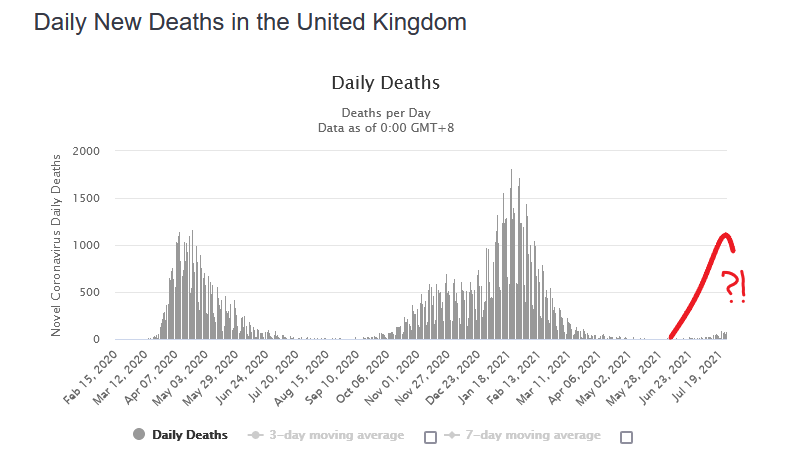 Daily New Deaths in the United Kingdom
Daily Deaths
Deaths per Day
Data as of 0:00 GMT+8
Novel Coronavirus Daily Deaths
2000
1500
1000
500
0
?!
Feb 15, 2020
Mar 12, 2020
Apr 07, 2020
May 03, 2020
May 29, 2020
Jun 24, 2020
Jul 20, 2020
Aug 15, 2020
Sep 10, 2020
Oct 06, 2020
Nov 01, 2020
Nov 27, 2020
Dec 23, 2020
Jan 18, 2021
Feb 13, 2021
Mar 11, 2021
Apr 06, 2021
May 02, 2021
May 28, 2021
Jun 23, 2021
Jul 19, 2021
Daily Deaths 3-day moving average 7-day moving average